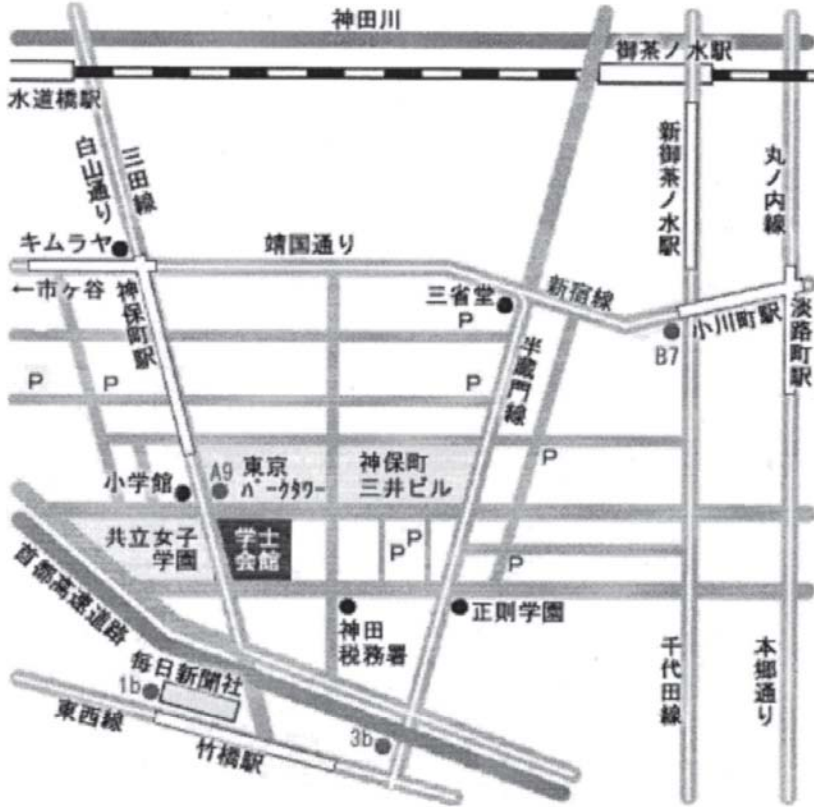 神田川
御茶ノ水駅
水道橋駅
白山通り
三田線
新御茶ノ水駅
丸ノ内線
キムラヤ
靖国通り
←市ヶ谷
神保町駅
三省堂
P
新宿線
小川町駅
B7
淡路町駅
半蔵門線
P
P
P
小学館
A9
東京
パークタワー
神保町
三井ビル
P
共立女子
学園
学士
会館
P
P
P
首都高速道路
神田
税務署
正則学園
千代田線
本郷通り
毎日新聞社
1b
東西線
竹橋駅
3b